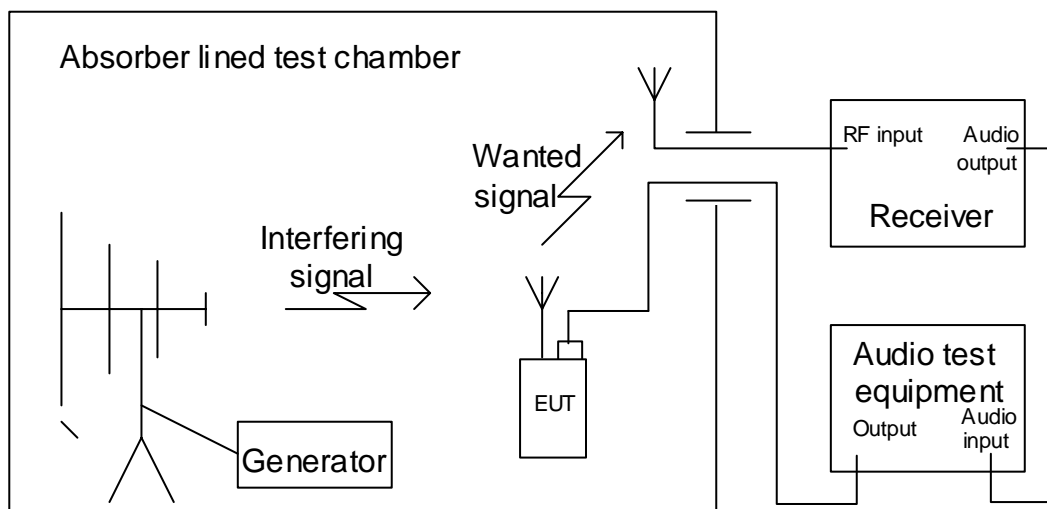 Absorber lined test chamber
Wanted
signal
Interfering
signal
EUT
Generator
RF input
Audio
output
Receiver
Audio test
equipment
Output
Audio
input